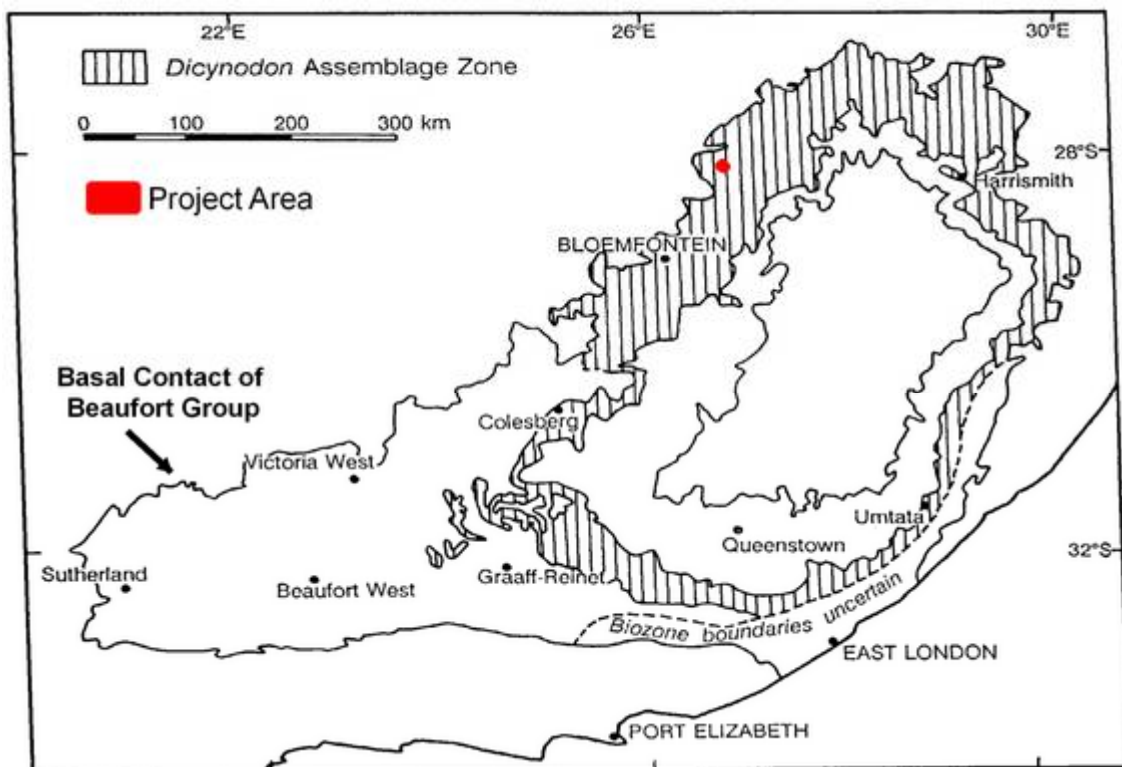 22°E
26°E
30°E
Dicynodon Assemblage Zone
0 100 200 300 km
28°S
Project Area
Harrismith
BLOEMFONTEIN
Basal Contact of
Beaufort Group
Colesberg
Victoria West
Umtata
Queenstown
32°S
Sutherland
Beaufort West
Graaff-Reinet
Biozone boundaries uncertain
EAST LONDON
PORT ELIZABETH